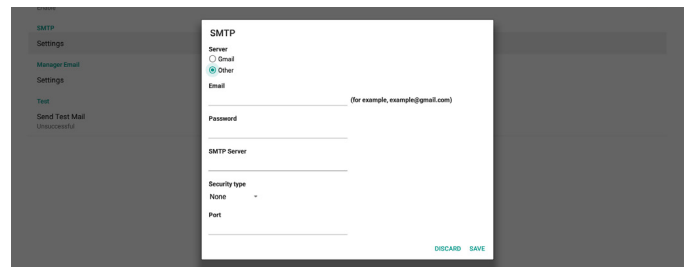 Enable
SMTP
Settings
Manager Email
Settings
Test
Send Test Mail
Unsuccessful
SMTP
Server
Gmail
Other
Email
(for example, example@gmail.com)
Password
SMTP Server
Security type
None
Port
DISCARD SAVE